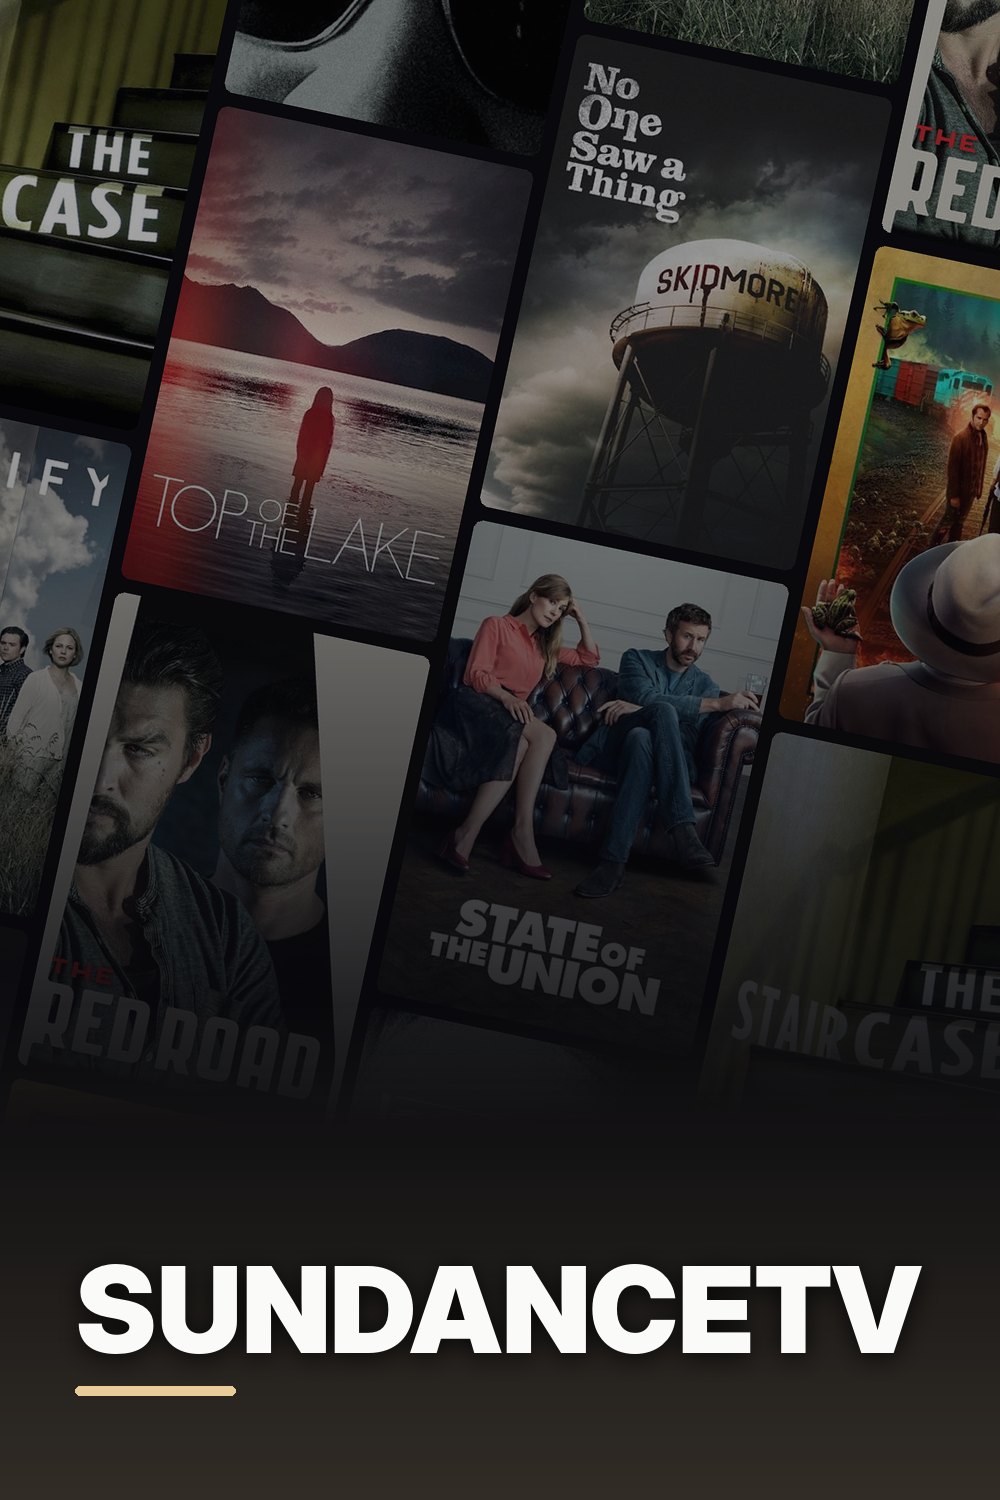 THE
CASE
No
One
Saw a
Thing
SKIDMORE
THE
RED
TOP OF THE LAKE
IFY
STATE OF
THE UNION
THE
RED ROAD
THE
STAIRCASE
SUNDANCETV